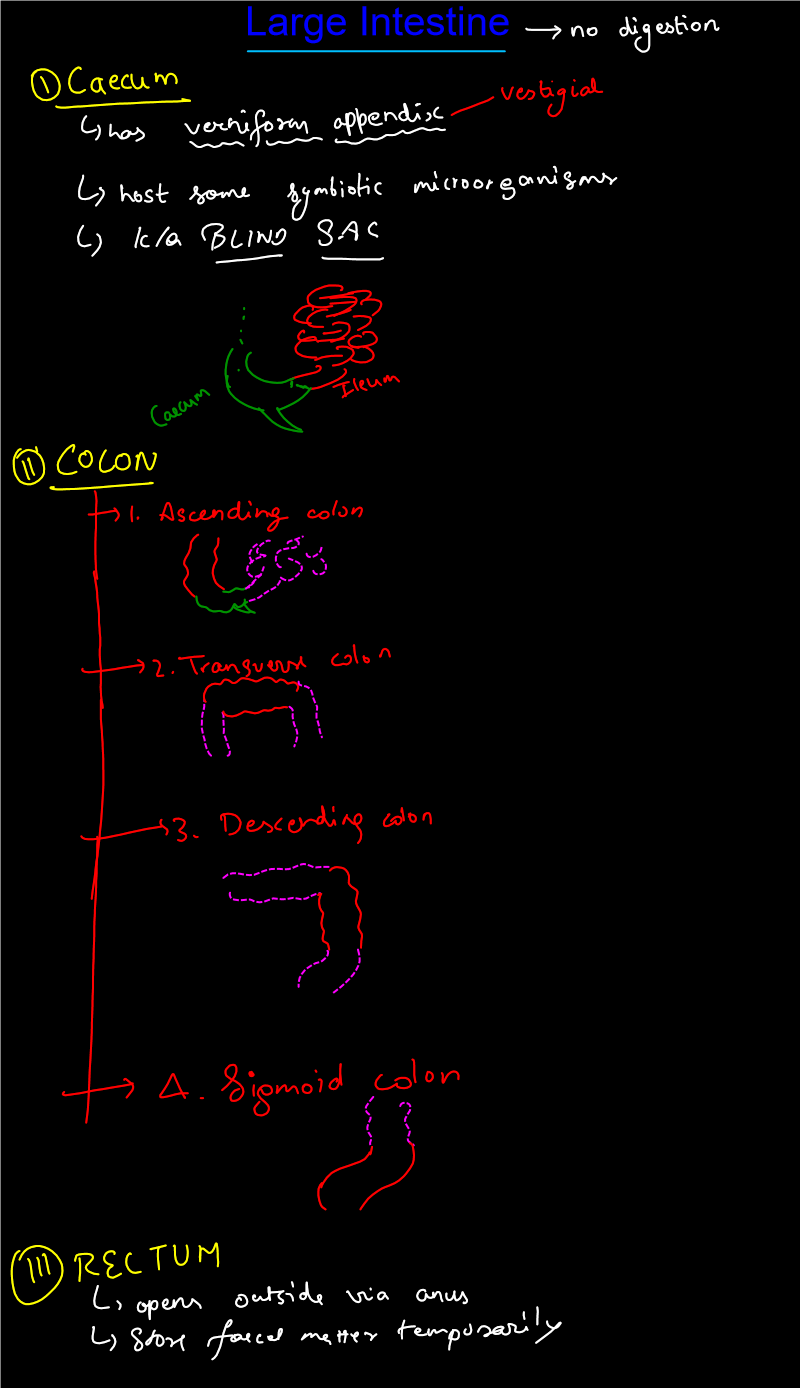 Large Intestine → no digestion
① Caecum
↳ has vermiform appendix — vestigial
↳ host some symbiotic microorganisms
↳ k/a BLIND SAC
Ileum
Caecum
Ⅱ COLON
→ 1. Ascending colon
→ 2. Transverse colon
→ 3. Descending colon
→ 4. Sigmoid colon
Ⅲ RECTUM
↳ opens outside via anus
↳ store faecal matter temporarily